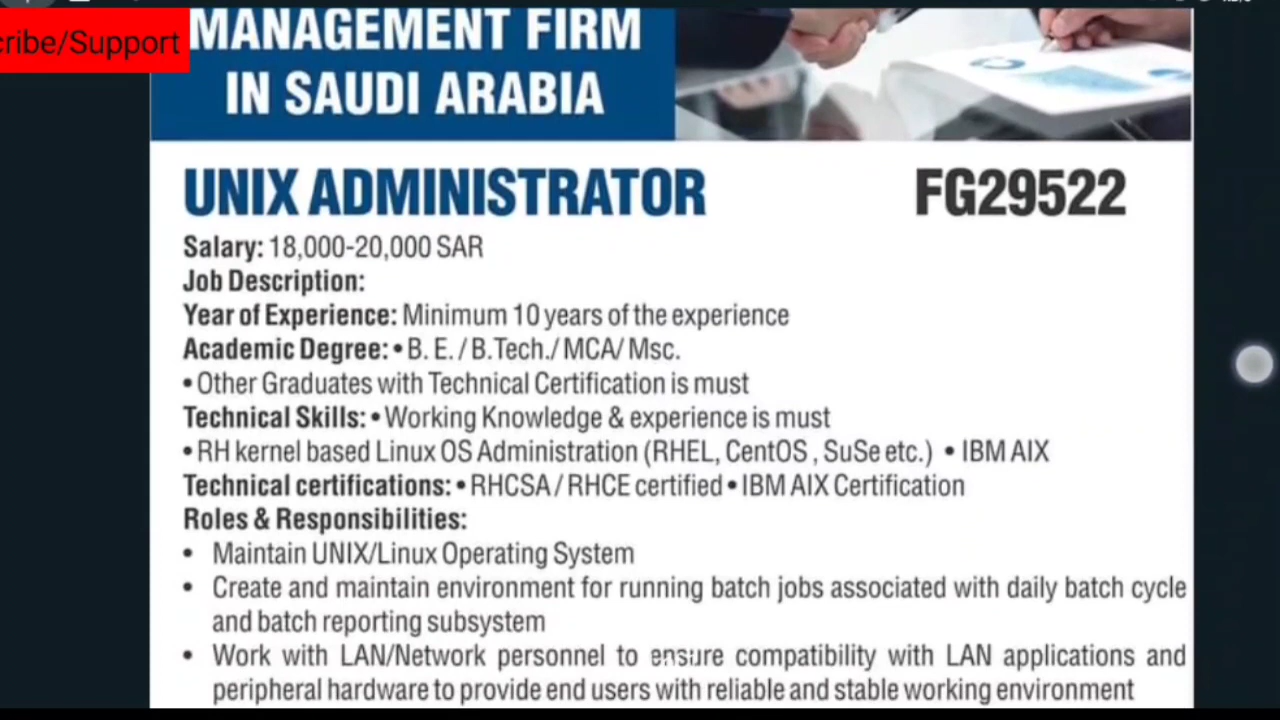 cribe/Support
MANAGEMENT FIRM
IN SAUDI ARABIA
UNIX ADMINISTRATOR FG29522
Salary: 18,000-20,000 SAR
Job Description:
Year of Experience: Minimum 10 years of the experience
Academic Degree: • B. E. / B.Tech./ MCA/ Msc.
• Other Graduates with Technical Certification is must
Technical Skills: • Working Knowledge & experience is must
• RH kernel based Linux OS Administration (RHEL, CentOS , SuSe etc.) • IBM AIX
Technical certifications: • RHCSA / RHCE certified • IBM AIX Certification
Roles & Responsibilities:
• Maintain UNIX/Linux Operating System
• Create and maintain environment for running batch jobs associated with daily batch cycle
and batch reporting subsystem
• Work with LAN/Network personnel to ensure compatibility with LAN applications and
peripheral hardware to provide end users with reliable and stable working environment